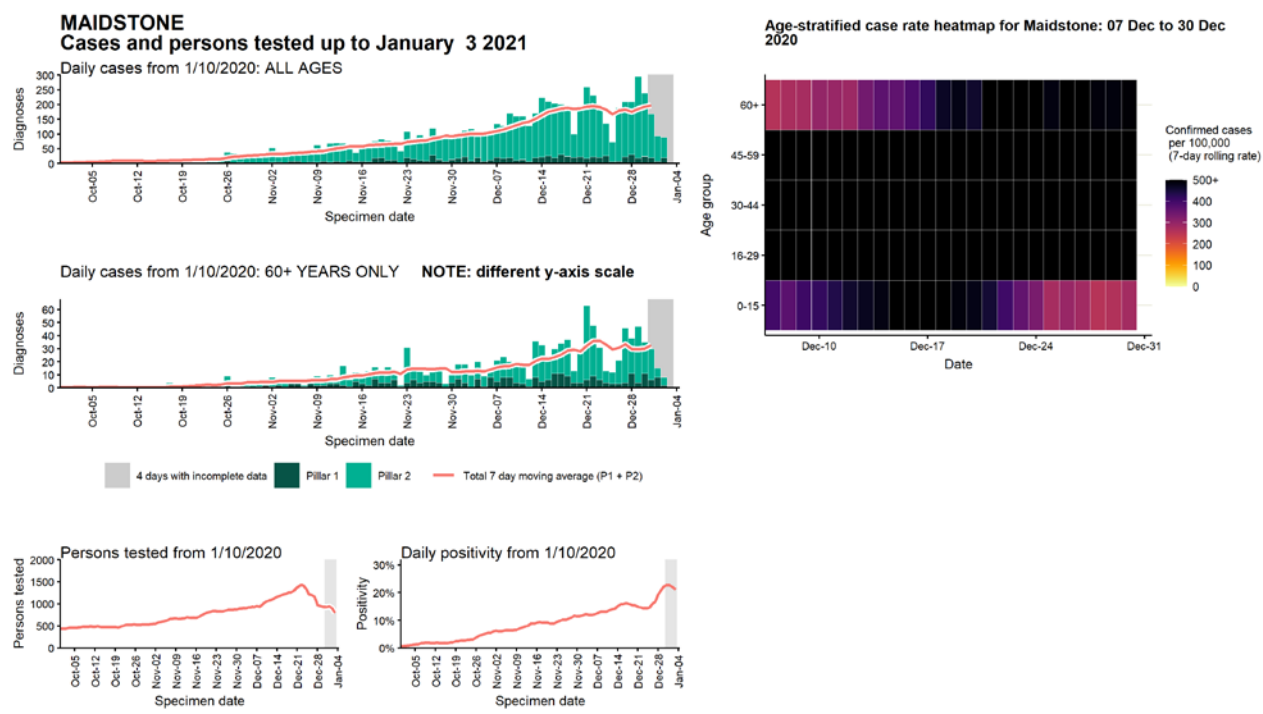 MAIDSTONE
Cases and persons tested up to January 3 2021
Daily cases from 1/10/2020: ALL AGES
Diagnoses
300
250
200
150
100
50
0
Oct-05
Oct-12
Oct-19
Oct-26
Nov-02
Nov-09
Nov-16
Nov-23
Nov-30
Dec-07
Dec-14
Dec-21
Dec-28
Jan-04
Specimen date
Daily cases from 1/10/2020: 60+ YEARS ONLY NOTE: different y-axis scale
Diagnoses
60
50
40
30
20
10
0
Oct-05
Oct-12
Oct-19
Oct-26
Nov-02
Nov-09
Nov-16
Nov-23
Nov-30
Dec-07
Dec-14
Dec-21
Dec-28
Jan-04
Specimen date
4 days with incomplete data
Pillar 1
Pillar 2
Total 7 day moving average (P1 + P2)
Persons tested from 1/10/2020
Persons tested
2000
1500
1000
500
0
Oct-05
Oct-12
Oct-19
Oct-26
Nov-02
Nov-09
Nov-16
Nov-23
Nov-30
Dec-07
Dec-14
Dec-21
Dec-28
Jan-04
Specimen date
Daily positivity from 1/10/2020
Positivity
30%
20%
10%
0%
Oct-05
Oct-12
Oct-19
Oct-26
Nov-02
Nov-09
Nov-16
Nov-23
Nov-30
Dec-07
Dec-14
Dec-21
Dec-28
Jan-04
Specimen date
Age-stratified case rate heatmap for Maidstone: 07 Dec to 30 Dec
2020
Age group
60+
45-59
30-44
16-29
0-15
Dec-10
Dec-17
Dec-24
Dec-31
Date
Confirmed cases
per 100,000
(7-day rolling rate)
500+
400
300
200
100
0